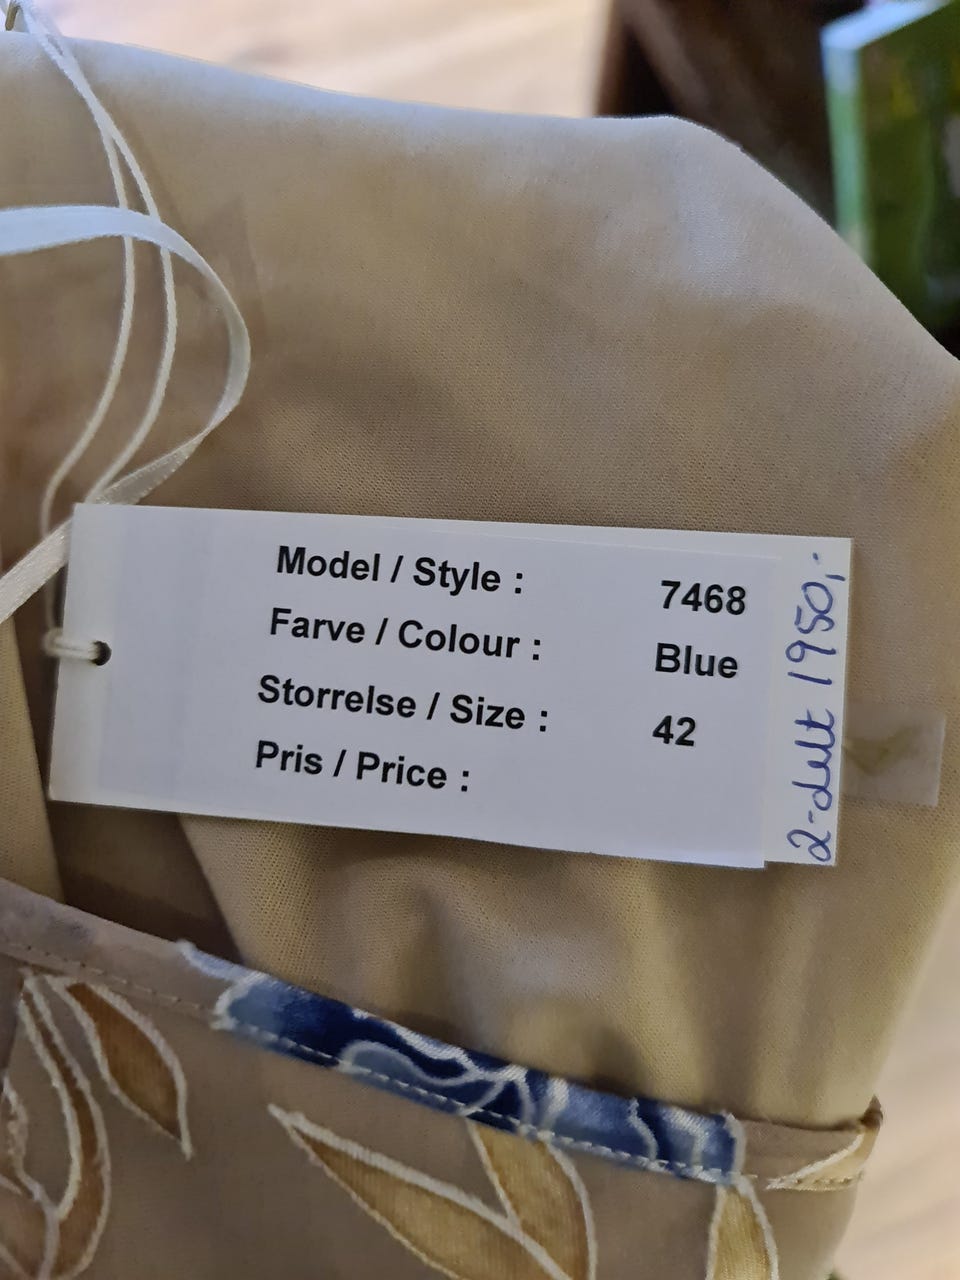 Model / Style : 7468
Farve / Colour : Blue
Storrelse / Size : 42
Pris / Price :
2-delt 1950,-